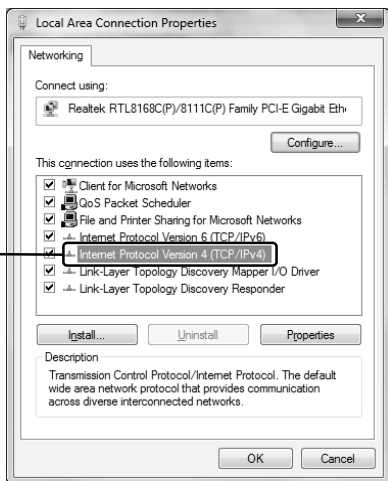 Local Area Connection Properties
Networking
Connect using:
Realtek RTL8168C(P)/8111C(P) Family PCI-E Gigabit Eth
Configure...
This connection uses the following items:
Client for Microsoft Networks
QoS Packet Scheduler
File and Printer Sharing for Microsoft Networks
Internet Protocol Version 6 (TCP/IPv6)
Internet Protocol Version 4 (TCP/IPv4)
Link-Layer Topology Discovery Mapper I/O Driver
Link-Layer Topology Discovery Responder
Install... Uninstall Properties
Description
Transmission Control Protocol/Internet Protocol. The default
wide area network protocol that provides communication
across diverse interconnected networks.
OK Cancel